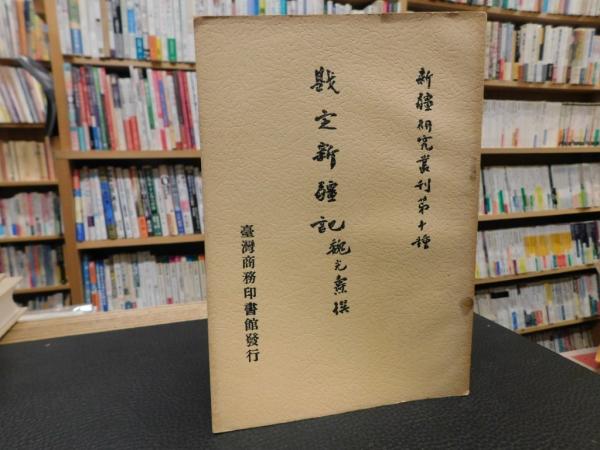 新疆研究叢刊第十種
戡定新疆記 魏光燾撰
臺灣商務印書館發行